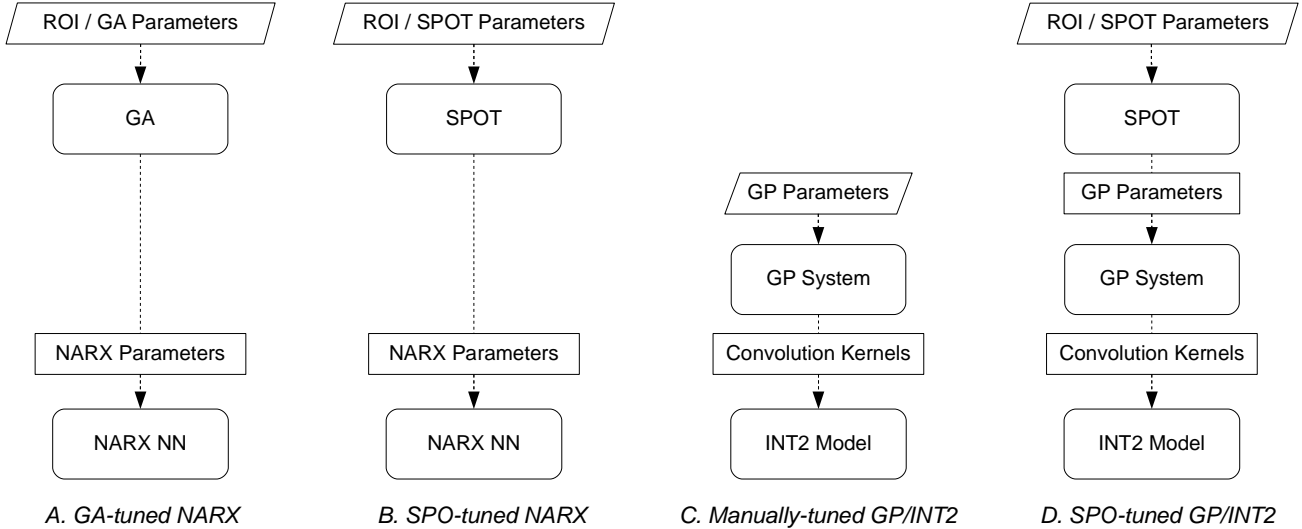 ROI / GA Parameters
GA
NARX Parameters
NARX NN
A. GA-tuned NARX
ROI / SPOT Parameters
SPOT
NARX Parameters
NARX NN
B. SPO-tuned NARX
GP Parameters
GP System
Convolution Kernels
INT2 Model
C. Manually-tuned GP/INT2
ROI / SPOT Parameters
SPOT
GP Parameters
GP System
Convolution Kernels
INT2 Model
D. SPO-tuned GP/INT2